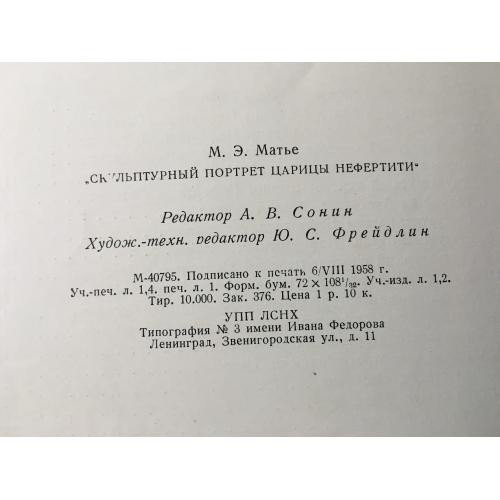 М. Э. Матье
„СКУЛЬПТУРНЫЙ ПОРТРЕТ ЦАРИЦЫ НЕФЕРТИТИ“
Редактор А. В. Сонин
Худож.-техн. редактор Ю. С. Фрейдлин
М-40795. Подписано к печать 6/VIII 1958 г.
Уч.-печ. л. 1,4. печ. л. 1. Форм. бум. 72 × 108¹/₃₂. Уч.-изд. л. 1,2.
Тир. 10.000. Зак. 376. Цена 1 р. 10 к.
УПП ЛСНХ
Типография № 3 имени Ивана Федорова
Ленинград, Звенигородская ул., д. 11